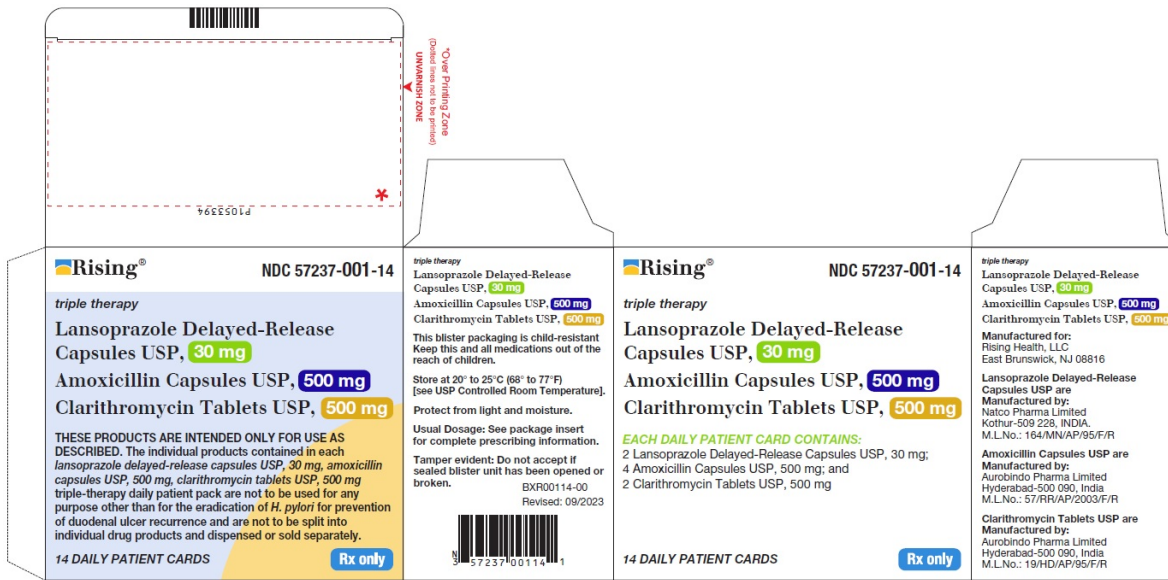 *Over Printing Zone
(Dotted lines not to be printed)
UNVARNISH ZONE
*
P1053394
Rising®
NDC 57237-001-14
triple therapy
Lansoprazole Delayed-Release
Capsules USP, 30 mg
Amoxicillin Capsules USP, 500 mg
Clarithromycin Tablets USP, 500 mg
THESE PRODUCTS ARE INTENDED ONLY FOR USE AS
DESCRIBED. The individual products contained in each
lansoprazole delayed-release capsules USP, 30 mg, amoxicillin
capsules USP, 500 mg, clarithromycin tablets USP, 500 mg
triple-therapy daily patient pack are not to be used for any
purpose other than for the eradication of H. pylori for prevention
of duodenal ulcer recurrence and are not to be split into
individual drug products and dispensed or sold separately.
14 DAILY PATIENT CARDS
Rx only
triple therapy
Lansoprazole Delayed-Release
Capsules USP, 30 mg
Amoxicillin Capsules USP, 500 mg
Clarithromycin Tablets USP, 500 mg
This blister packaging is child-resistant
Keep this and all medications out of the
reach of children.
Store at 20° to 25°C (68° to 77°F)
[see USP Controlled Room Temperature].
Protect from light and moisture.
Usual Dosage: See package insert
for complete prescribing information.
Tamper evident: Do not accept if
sealed blister unit has been opened or
broken.
BXR00114-00
Revised: 09/2023
N
3 57237 00114 1
Rising®
NDC 57237-001-14
triple therapy
Lansoprazole Delayed-Release
Capsules USP, 30 mg
Amoxicillin Capsules USP, 500 mg
Clarithromycin Tablets USP, 500 mg
EACH DAILY PATIENT CARD CONTAINS:
2 Lansoprazole Delayed-Release Capsules USP, 30 mg;
4 Amoxicillin Capsules USP, 500 mg; and
2 Clarithromycin Tablets USP, 500 mg
14 DAILY PATIENT CARDS
Rx only
triple therapy
Lansoprazole Delayed-Release
Capsules USP, 30 mg
Amoxicillin Capsules USP, 500 mg
Clarithromycin Tablets USP, 500 mg
Manufactured for:
Rising Health, LLC
East Brunswick, NJ 08816
Lansoprazole Delayed-Release
Capsules USP are
Manufactured by:
Natco Pharma Limited
Kothur-509 228, INDIA.
M.L.No.: 164/MN/AP/95/F/R
Amoxicillin Capsules USP are
Manufactured by:
Aurobindo Pharma Limited
Hyderabad-500 090, India
M.L.No.: 57/RR/AP/2003/F/R
Clarithromycin Tablets USP are
Manufactured by:
Aurobindo Pharma Limited
Hyderabad-500 090, India
M.L.No.: 19/HD/AP/95/F/R